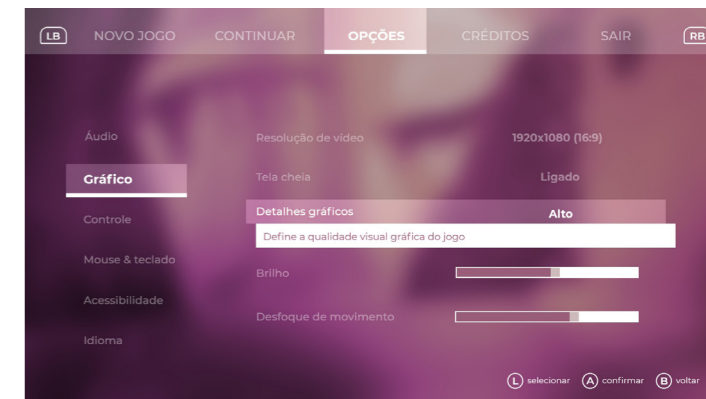 LB NOVO JOGO CONTINUAR OPÇÕES CRÉDITOS SAIR RB
Áudio
Gráfico
Controle
Mouse & teclado
Acessibilidade
Idioma
Resolução de vídeo 1920x1080 (16:9)
Tela cheia Ligado
Detalhes gráficos Alto
Define a qualidade visual gráfica do jogo
Brilho
Desfoque de movimento
L selecionar A confirmar B voltar